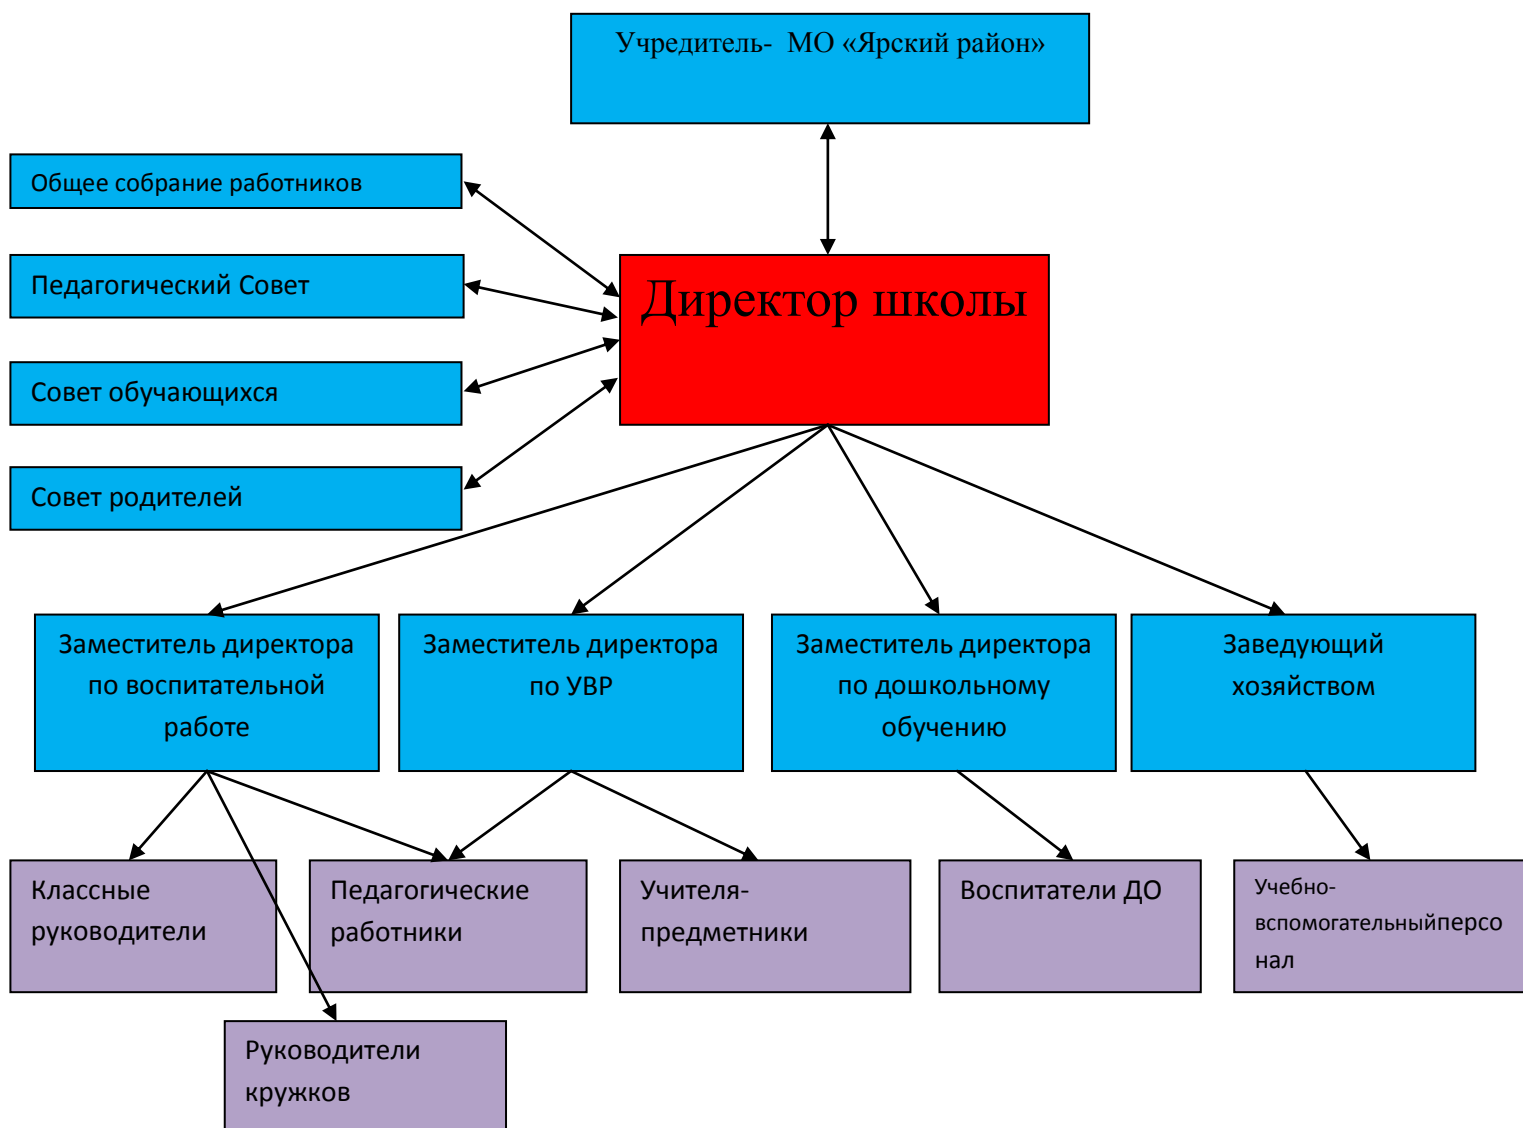 Учредитель- МО «Ярский район»
Общее собрание работников
Педагогический Совет
Директор школы
Совет обучающихся
Совет родителей
Заместитель директора
по воспитательной
работе
Заместитель директора
по УВР
Заместитель директора
по дошкольному
обучению
Заведующий
хозяйством
Классные
руководители
Педагогические
работники
Учителя-
предметники
Воспитатели ДО
Учебно-
вспомогательныйперсо
нал
Руководители
кружков